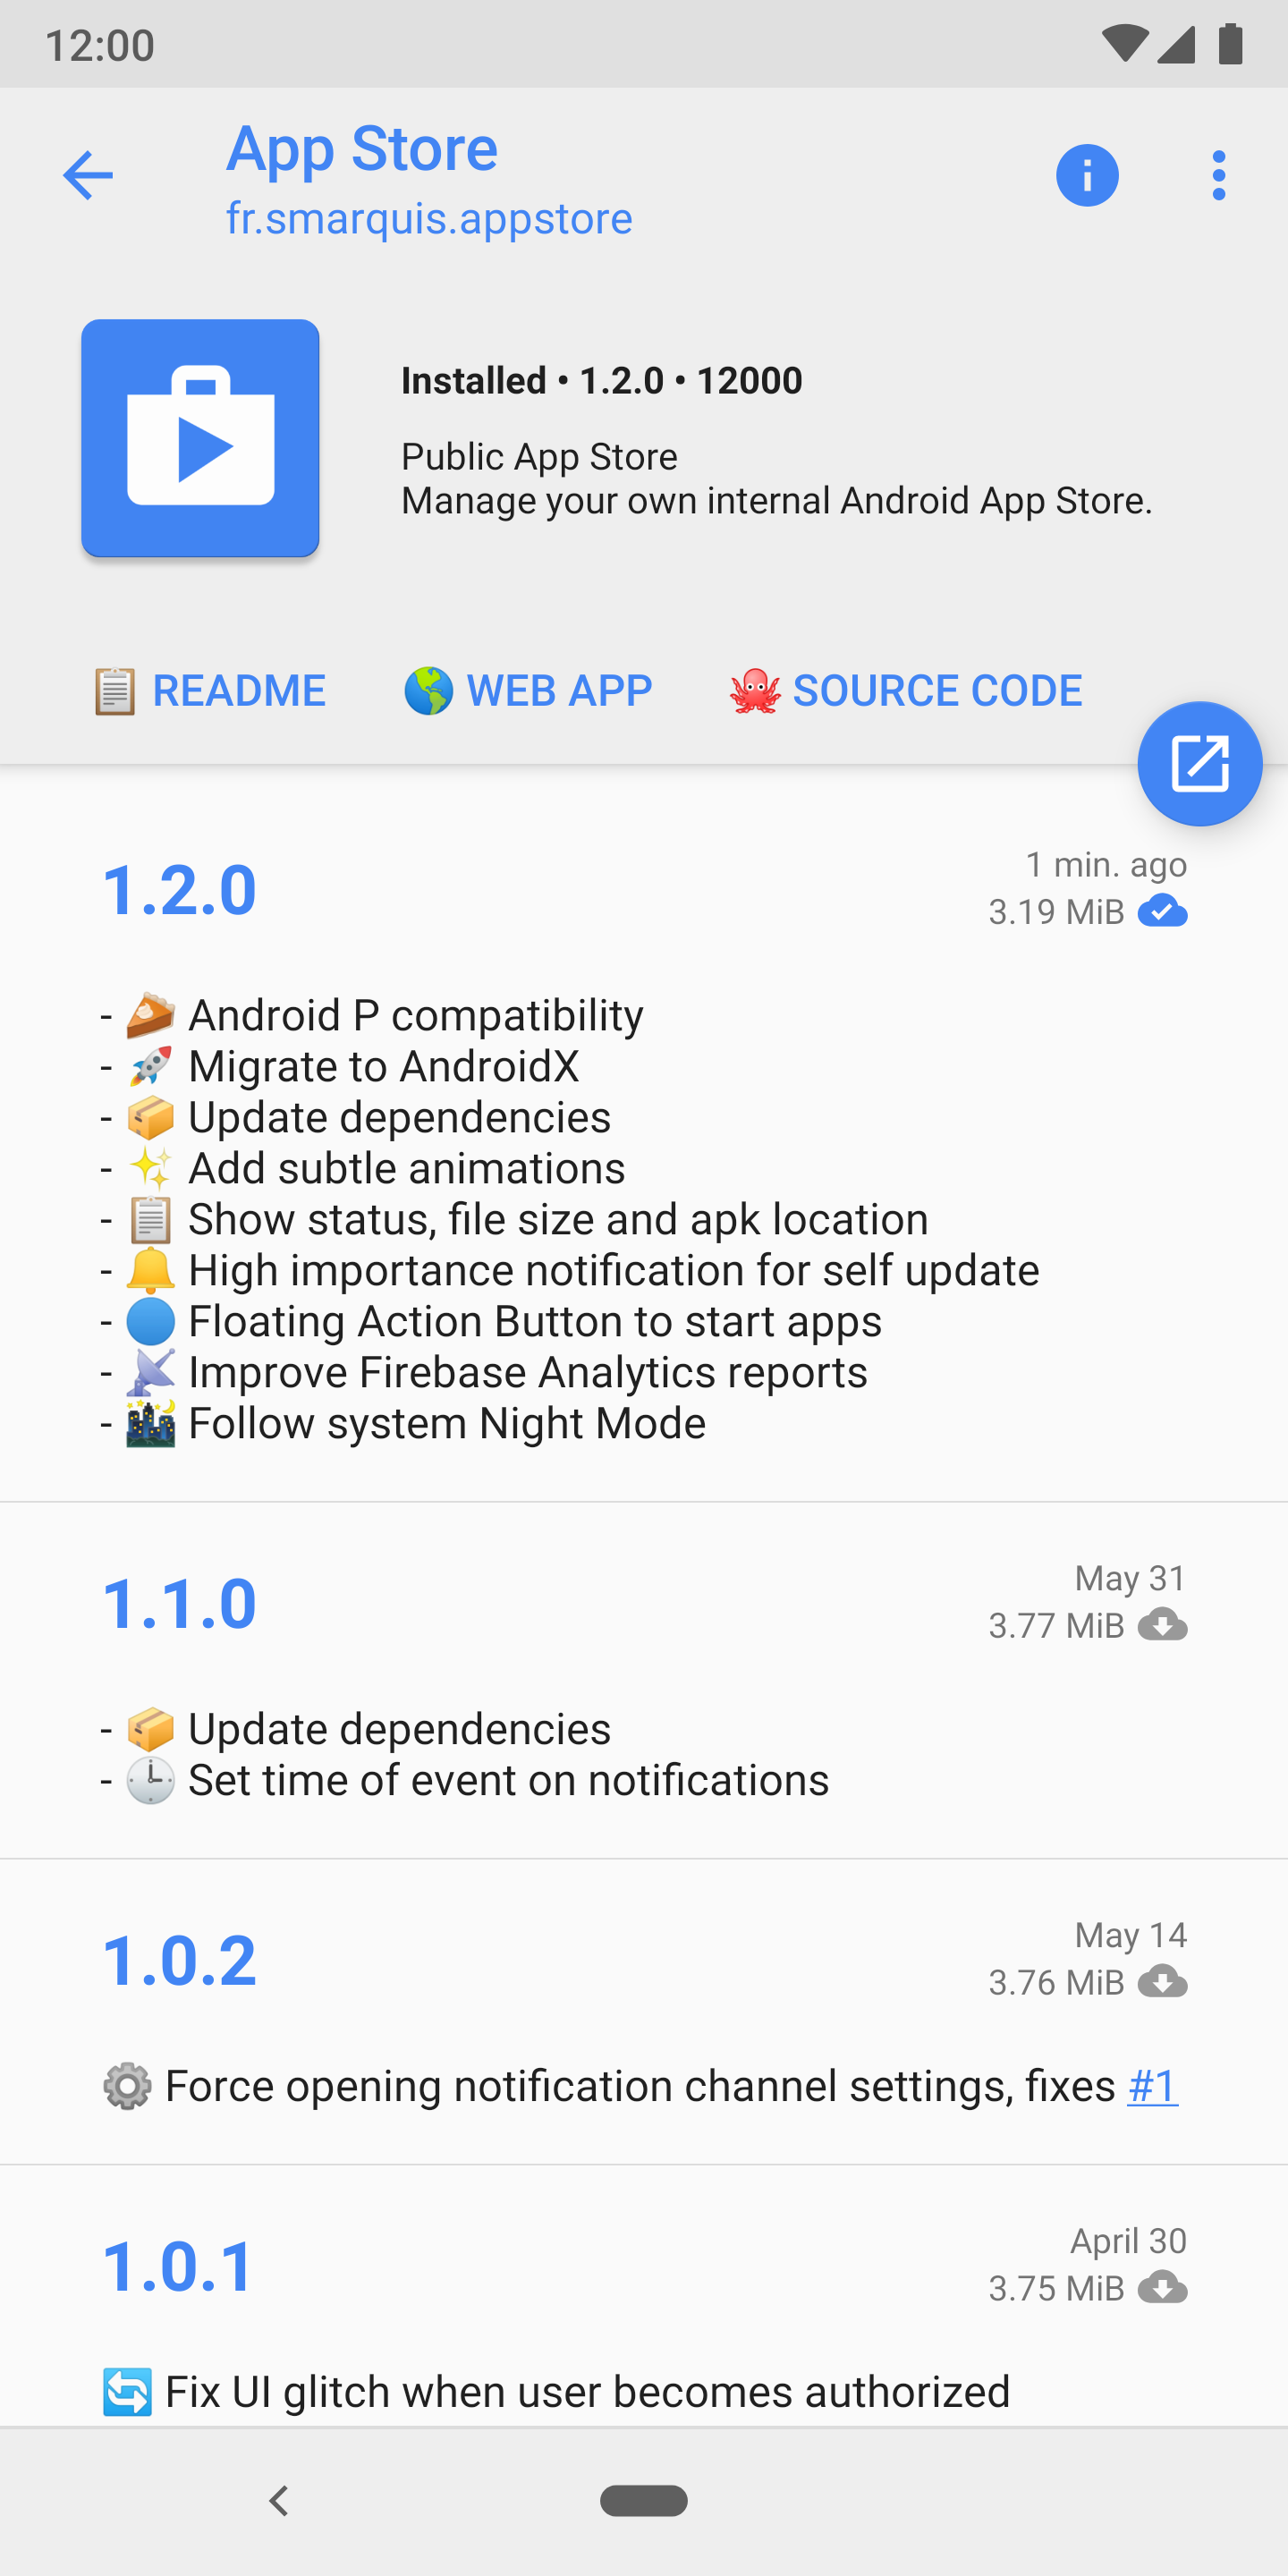 12:00
App Store
fr.smarquis.appstore
Installed • 1.2.0 • 12000
Public App Store
Manage your own internal Android App Store.
📋 README 🌎 WEB APP 🐙 SOURCE CODE
1.2.0
1 min. ago
3.19 MiB
- 🥧 Android P compatibility
- 🚀 Migrate to AndroidX
- 📦 Update dependencies
- ✨ Add subtle animations
- 📋 Show status, file size and apk location
- 🔔 High importance notification for self update
- 🔵 Floating Action Button to start apps
- 📡 Improve Firebase Analytics reports
- 🌃 Follow system Night Mode
1.1.0
May 31
3.77 MiB
- 📦 Update dependencies
- 🕒 Set time of event on notifications
1.0.2
May 14
3.76 MiB
⚙️ Force opening notification channel settings, fixes #1
1.0.1
April 30
3.75 MiB
🔄 Fix UI glitch when user becomes authorized